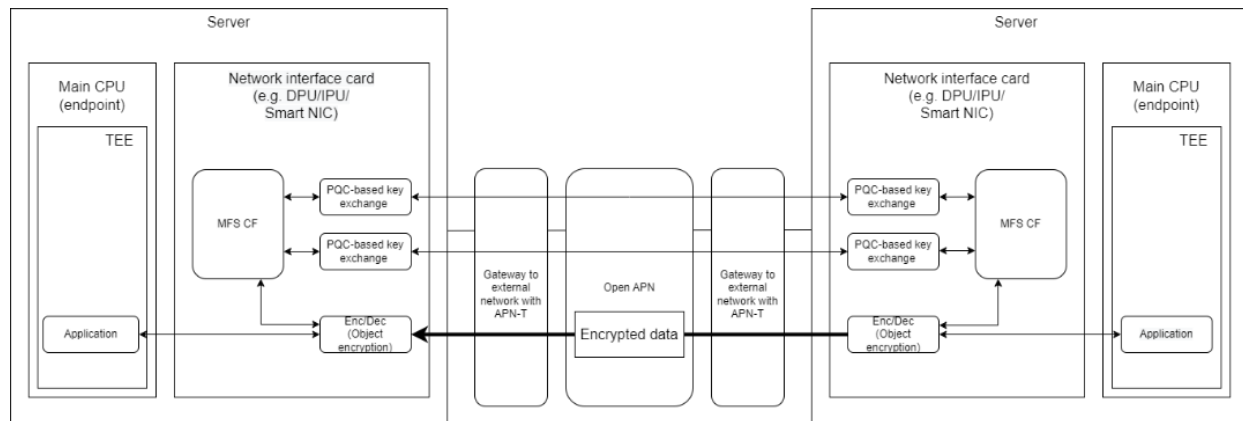 Server
Main CPU
(endpoint)
TEE
Network interface card
(e.g. DPU/IPU/
Smart NIC)
MFS CF
PQC-based key
exchange
PQC-based key
exchange
Application
Enc/Dec
(Object
encryption)
Gateway to
external
network with
APN-T
Open APN
Encrypted data
Gateway to
external
network with
APN-T
Server
Network interface card
(e.g. DPU/IPU/
Smart NIC)
PQC-based key
exchange
PQC-based key
exchange
MFS CF
Enc/Dec
(Object
encryption)
Main CPU
(endpoint)
TEE
Application